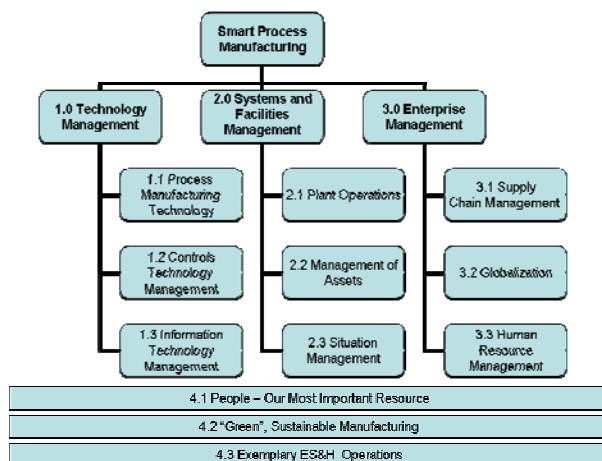 Smart Process
Manufacturing
1.0 Technology
Management
2.0 Systems and
Facilities
Management
3.0 Enterprise
Management
1.1 Process
Manufacturing
Technology
2.1 Plant Operations
3.1 Supply
Chain Management
1.2 Controls
Technology
Management
2.2 Management of
Assets
3.2 Globalization
1.3 Information
Technology
Management
2.3 Situation
Management
3.3 Human
Resource
Management
4.1 People – Our Most Important Resource
4.2 "Green", Sustainable Manufacturing
4.3 Exemplary ES&H Operations